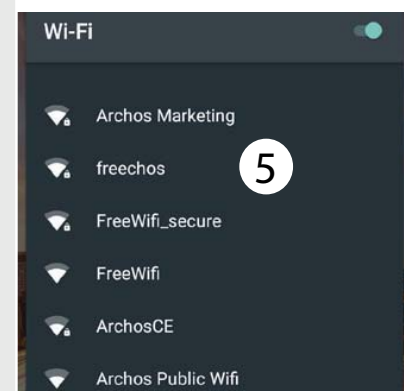 Wi-Fi
Archos Marketing
freechos
5
FreeWifi_secure
FreeWifi
ArchosCE
Archos Public Wifi